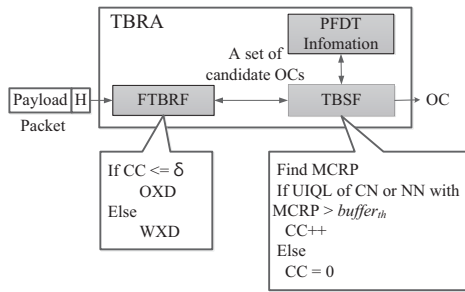 TBRA
PFDT
Infomation
A set of
candidate OCs
Payload H
FTBRF
TBSF
OC
Packet
If CC <= δ
OXD
Else
WXD
Find MCRP
If UIQL of CN or NN with
MCRP > buffer_th
CC++
Else
CC = 0